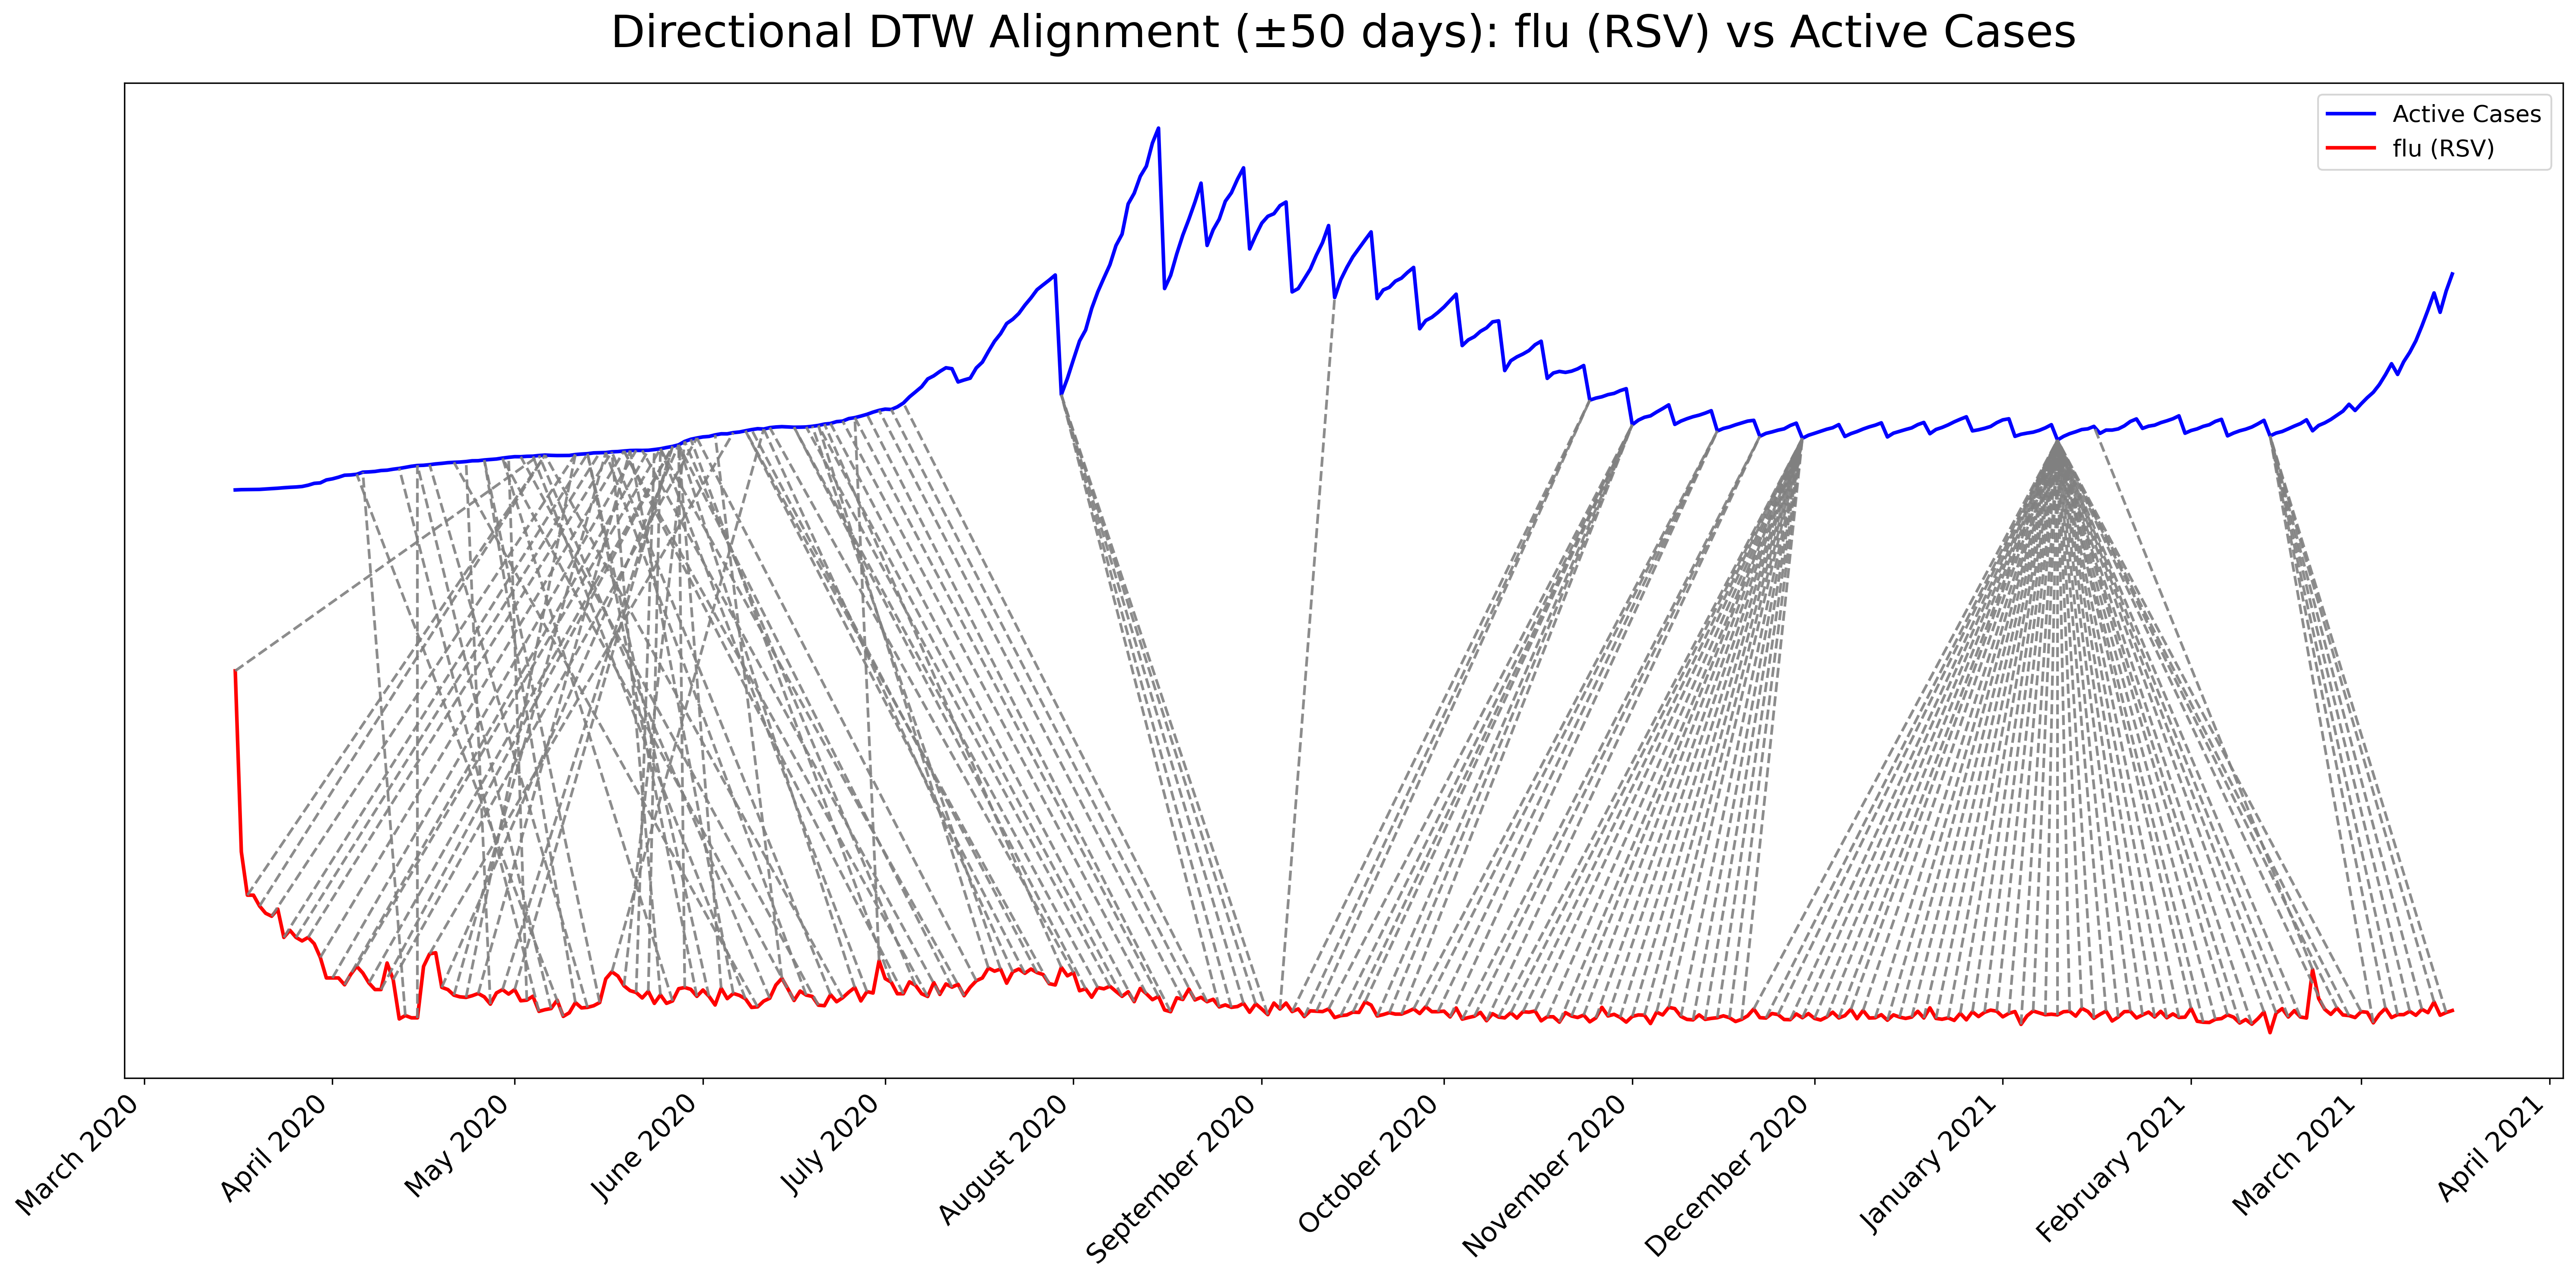 Directional DTW Alignment (±50 days): flu (RSV) vs Active Cases
Active Cases
flu (RSV)
March 2020
April 2020
May 2020
June 2020
July 2020
August 2020
September 2020
October 2020
November 2020
December 2020
January 2021
February 2021
March 2021
April 2021